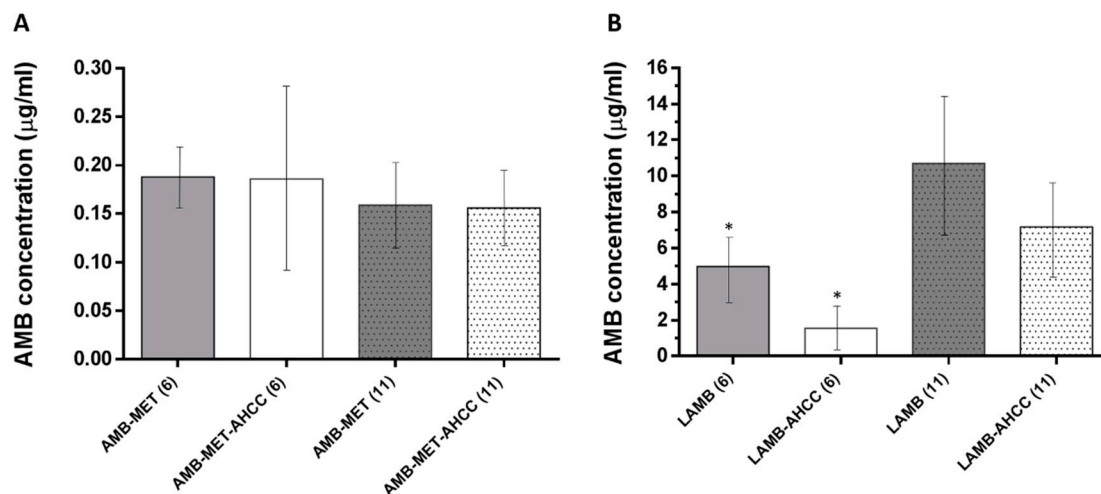 A
AMB concentration (μg/ml)
0.30
0.25
0.20
0.15
0.10
0.05
0.00
AMB-MET (6)
AMB-MET-AHCC (6)
AMB-MET (11)
AMB-MET-AHCC (11)
B
AMB concentration (μg/ml)
16
14
12
10
8
6
4
2
0
*
*
LAMB (6)
LAMB-AHCC (6)
LAMB (11)
LAMB-AHCC (11)